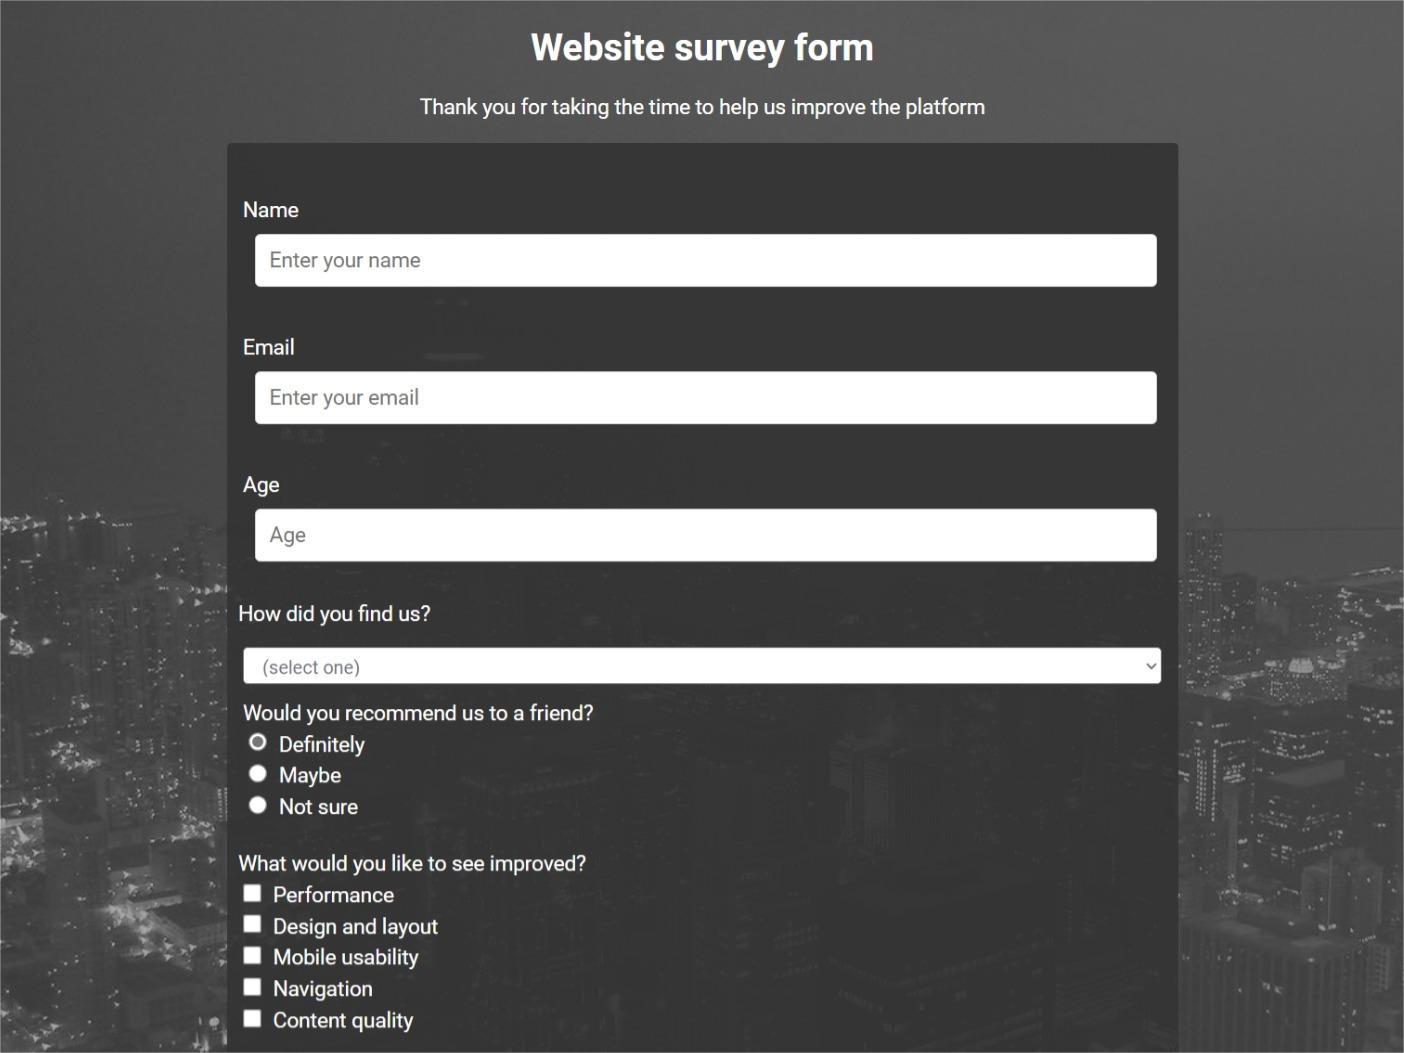 Website survey form
Thank you for taking the time to help us improve the platform
Name
Enter your name
Email
Enter your email
Age
Age
How did you find us?
(select one)
Would you recommend us to a friend?
Definitely
Maybe
Not sure
What would you like to see improved?
Performance
Design and layout
Mobile usability
Navigation
Content quality